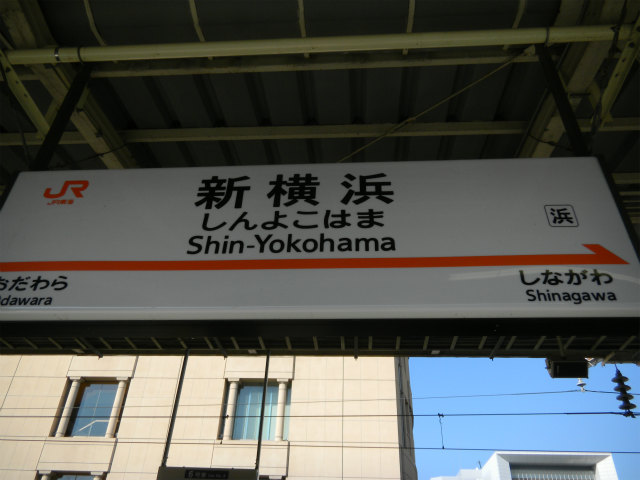 JR
JR東海
新横浜
しんよこはま
Shin-Yokohama
浜
おだわら
Odawara
しながわ
Shinagawa